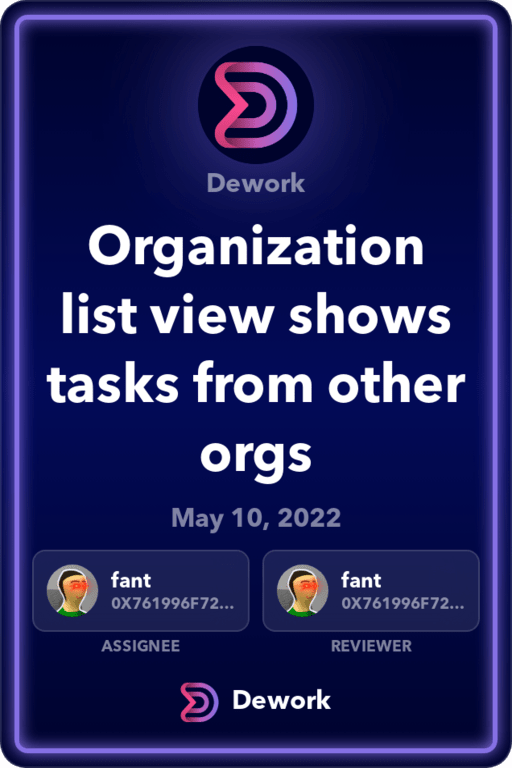 Dework
Organization
list view shows
tasks from other
orgs
May 10, 2022
fant
0X761996F72...
ASSIGNEE
fant
0X761996F72...
REVIEWER
Dework